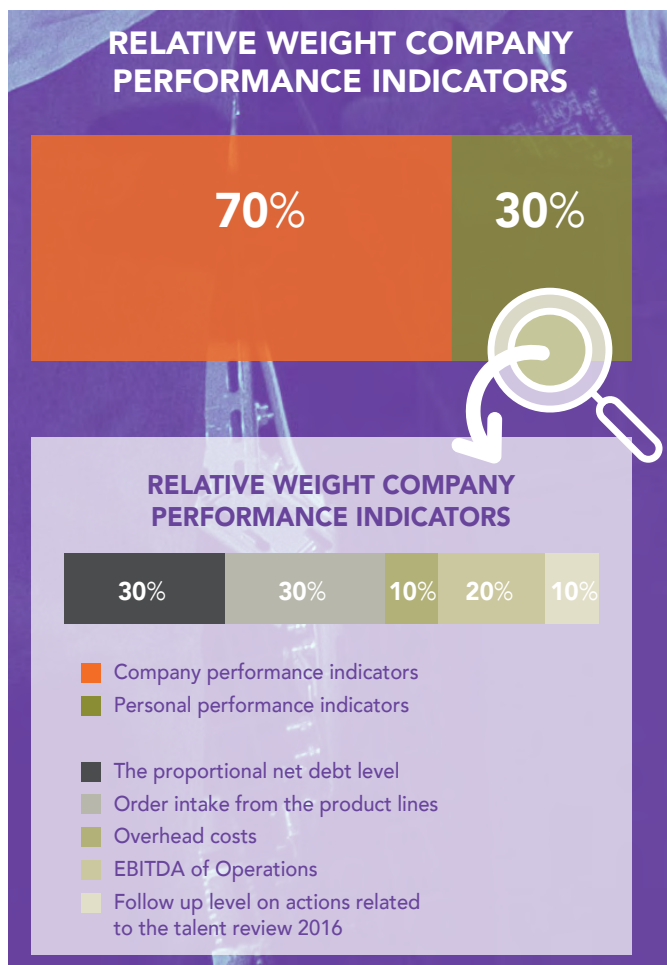 RELATIVE WEIGHT COMPANY
PERFORMANCE INDICATORS
70%
30%
RELATIVE WEIGHT COMPANY
PERFORMANCE INDICATORS
30%
30%
10%
20%
10%
Company performance indicators
Personal performance indicators
The proportional net debt level
Order intake from the product lines
Overhead costs
EBITDA of Operations
Follow up level on actions related
to the talent review 2016